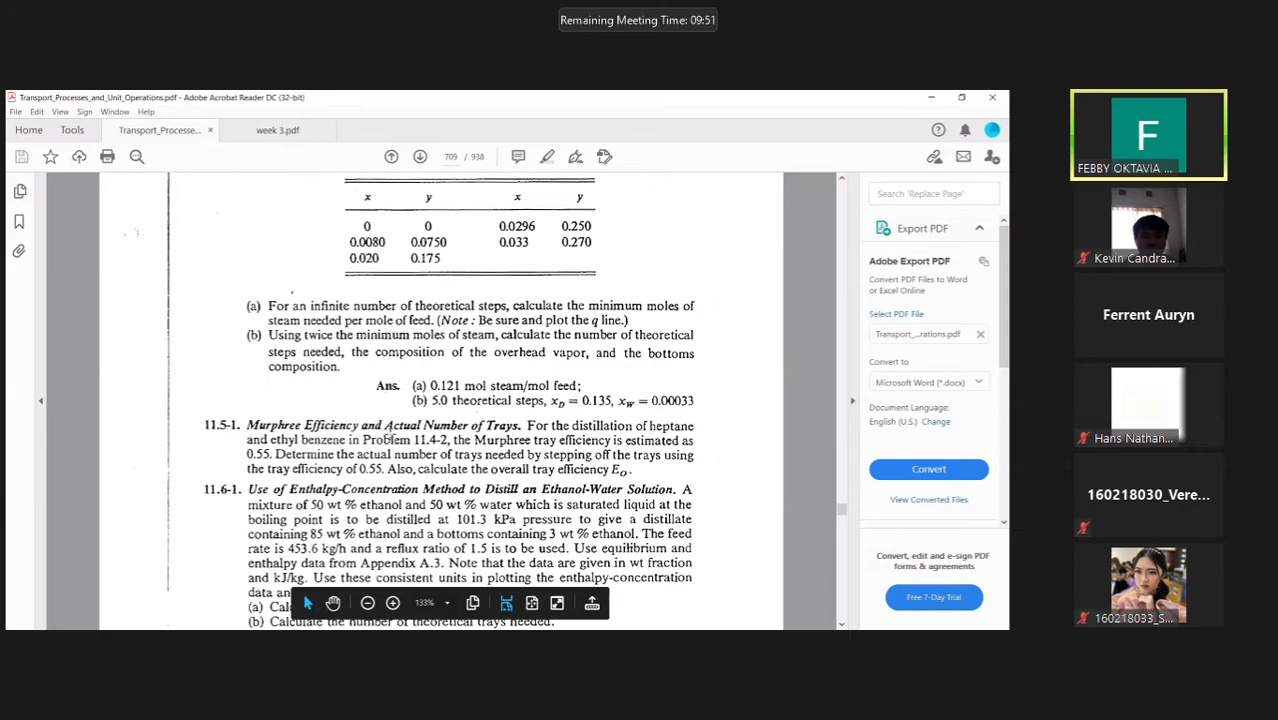 Remaining Meeting Time: 09:51
Transport_Processes_and_Unit_Operations.pdf - Adobe Acrobat Reader DC (32-bit)
File Edit View Sign Window Help
Home Tools Transport_Processe... × week 3.pdf
709 / 938
x y x y
0 0 0.0296 0.250
0.0080 0.0750 0.033 0.270
0.020 0.175
(a) For an infinite number of theoretical steps, calculate the minimum moles of
steam needed per mole of feed. (Note: Be sure and plot the q line.)
(b) Using twice the minimum moles of steam, calculate the number of theoretical
steps needed, the composition of the overhead vapor, and the bottoms
composition.
Ans. (a) 0.121 mol steam/mol feed;
(b) 5.0 theoretical steps, xD = 0.135, xW = 0.00033
11.5-1. Murphree Efficiency and Actual Number of Trays. For the distillation of heptane
and ethyl benzene in Problem 11.4-2, the Murphree tray efficiency is estimated as
0.55. Determine the actual number of trays needed by stepping off the trays using
the tray efficiency of 0.55. Also, calculate the overall tray efficiency EO.
11.6-1. Use of Enthalpy-Concentration Method to Distill an Ethanol-Water Solution. A
mixture of 50 wt % ethanol and 50 wt % water which is saturated liquid at the
boiling point is to be distilled at 101.3 kPa pressure to give a distillate
containing 85 wt % ethanol and a bottoms containing 3 wt % ethanol. The feed
rate is 453.6 kg/h and a reflux ratio of 1.5 is to be used. Use equilibrium and
enthalpy data from Appendix A.3. Note that the data are given in wt fraction
and kJ/kg. Use these consistent units in plotting the enthalpy-concentration
data an
(a) Calc
(b) Calculate the number of theoretical trays needed.
133%
Search 'Replace Page'
Export PDF
Adobe Export PDF
Convert PDF Files to Word
or Excel Online
Select PDF File
Transport_...rations.pdf ×
Convert to
Microsoft Word (*.docx)
Document Language:
English (U.S.) Change
Convert
View Converted Files
Convert, edit and e-sign PDF
forms & agreements
Free 7-Day Trial
F
FEBBY OKTAVIA ...
Kevin Candra...
Ferrent Auryn
Hans Nathan...
160218030_Vere...
160218033_S...